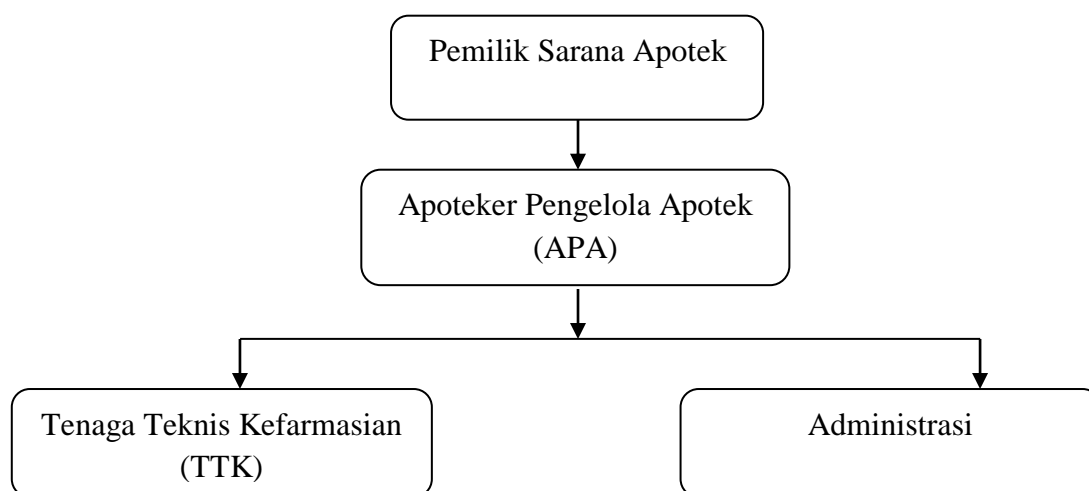 Pemilik Sarana Apotek
Apoteker Pengelola Apotek
(APA)
Tenaga Teknis Kefarmasian
(TTK)
Administrasi